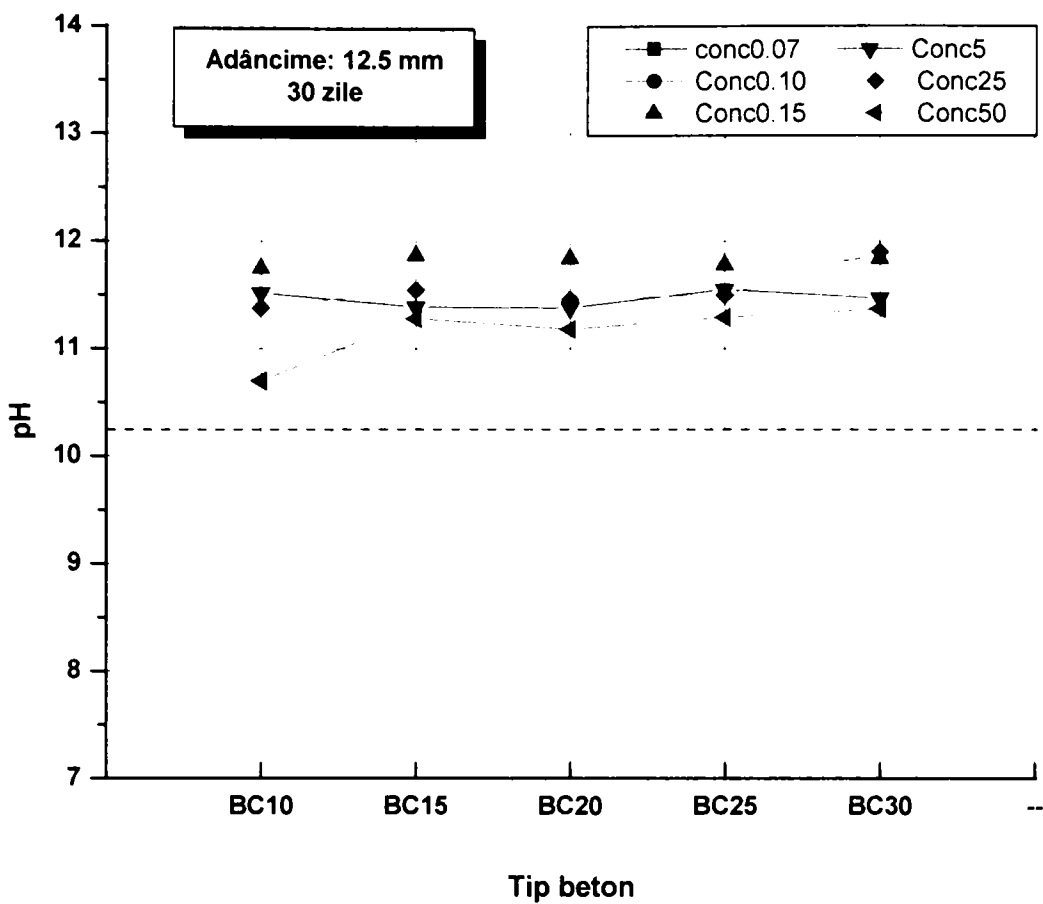 Adâncime: 12.5 mm
30 zile
conc0.07
Conc5
Conc0.10
Conc25
Conc0.15
Conc50
14
13
12
11
10
9
8
7
pH
BC10
BC15
BC20
BC25
BC30
--
Tip beton